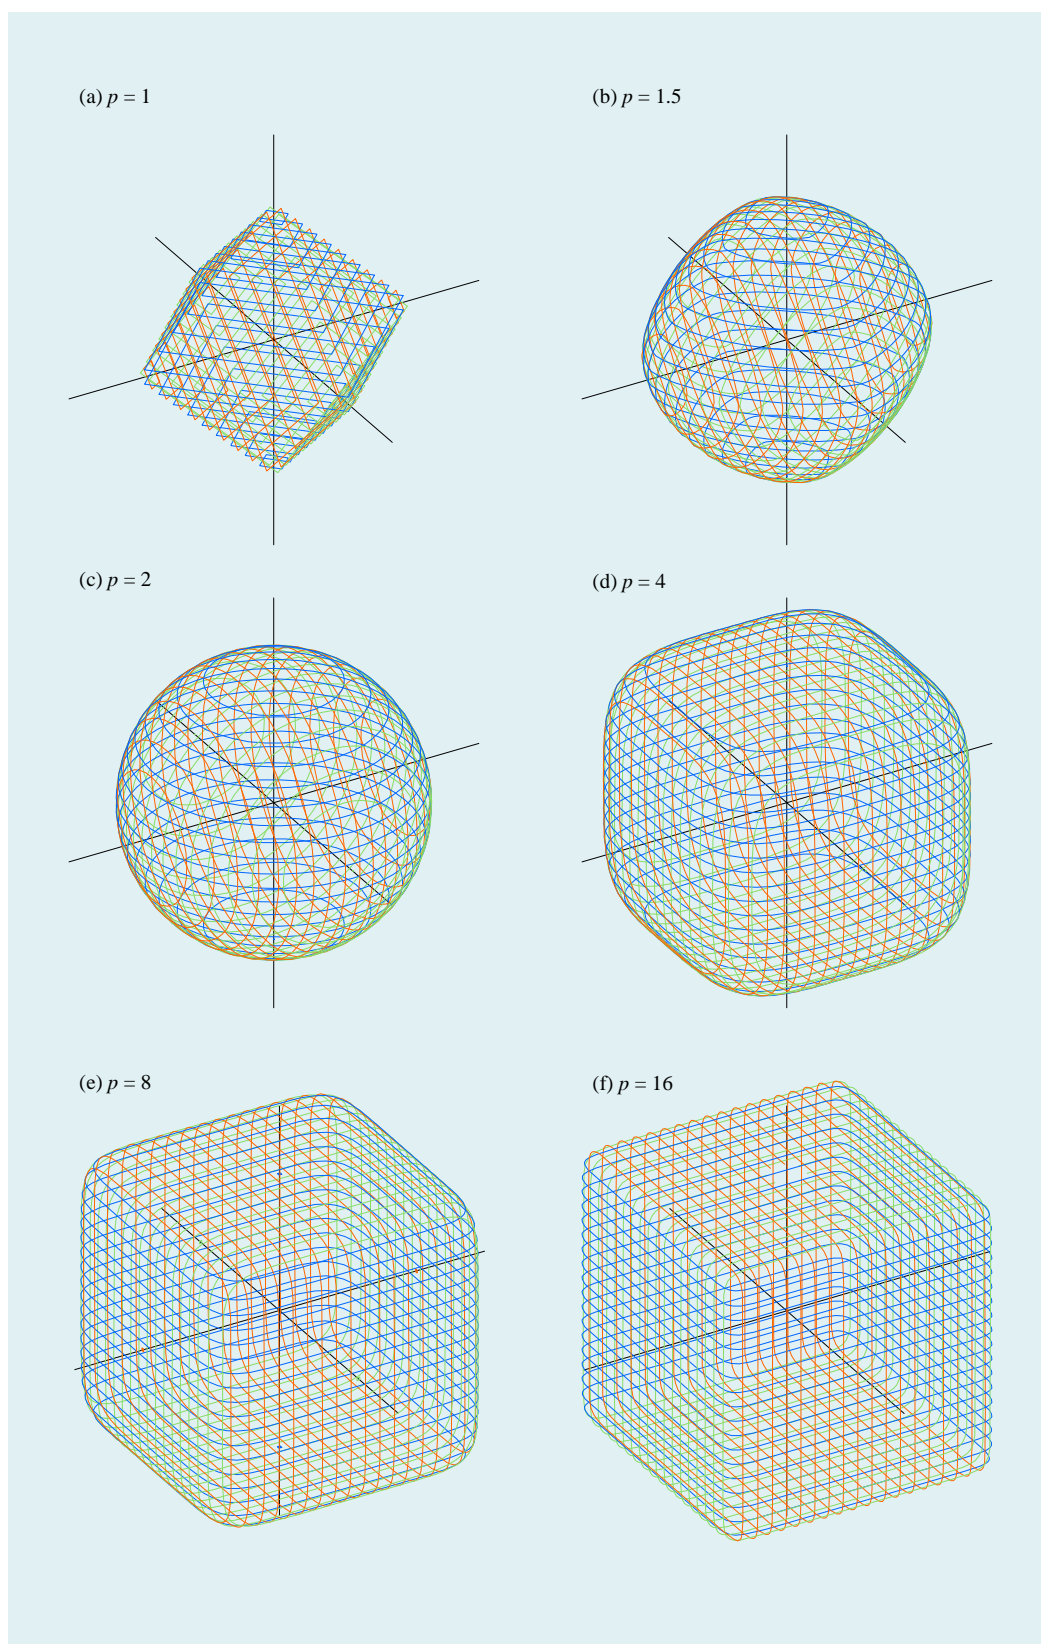 (a) p = 1
(b) p = 1.5
(c) p = 2
(d) p = 4
(e) p = 8
(f) p = 16